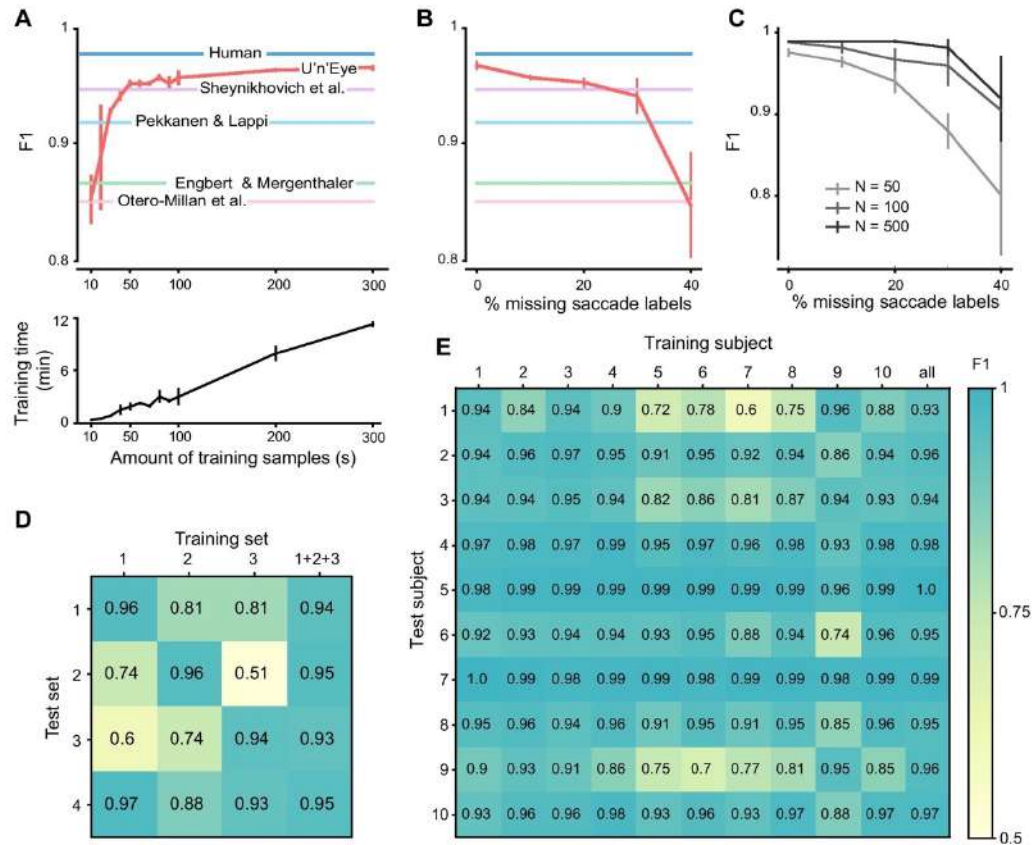 A
F1
1
0.9
0.8
Human
U'n'Eye
Sheynikhovich et al.
Pekkanen & Lappi
Engbert & Mergenthaler
Otero-Millan et al.
10 50 100 200 300
Training time
(min)
12
6
0
10 50 100 200 300
Amount of training samples (s)
B
1
0.9
0.8
0 20 40
% missing saccade labels
C
F1
1
0.9
0.8
N = 50
N = 100
N = 500
0 20 40
% missing saccade labels
D
Training set
1 2 3 1+2+3
Test set
1 0.96 0.81 0.81 0.94
2 0.74 0.96 0.51 0.95
3 0.6 0.74 0.94 0.93
4 0.97 0.88 0.93 0.95
E
Training subject
1 2 3 4 5 6 7 8 9 10 all
Test subject
1 0.94 0.84 0.94 0.9 0.72 0.78 0.6 0.75 0.96 0.88 0.93
2 0.94 0.96 0.97 0.95 0.91 0.95 0.92 0.94 0.86 0.94 0.96
3 0.94 0.94 0.95 0.94 0.82 0.86 0.81 0.87 0.94 0.93 0.94
4 0.97 0.98 0.97 0.99 0.95 0.97 0.96 0.98 0.93 0.98 0.98
5 0.98 0.99 0.99 0.99 0.99 0.99 0.99 0.99 0.96 0.99 1.0
6 0.92 0.93 0.94 0.94 0.93 0.95 0.88 0.94 0.74 0.96 0.95
7 1.0 0.99 0.98 0.99 0.99 0.98 0.99 0.99 0.98 0.99 0.99
8 0.95 0.96 0.94 0.96 0.91 0.95 0.91 0.95 0.85 0.96 0.95
9 0.9 0.93 0.91 0.86 0.75 0.7 0.77 0.81 0.95 0.85 0.96
10 0.93 0.96 0.96 0.98 0.93 0.96 0.93 0.97 0.88 0.97 0.97
F1
1
0.75
0.5